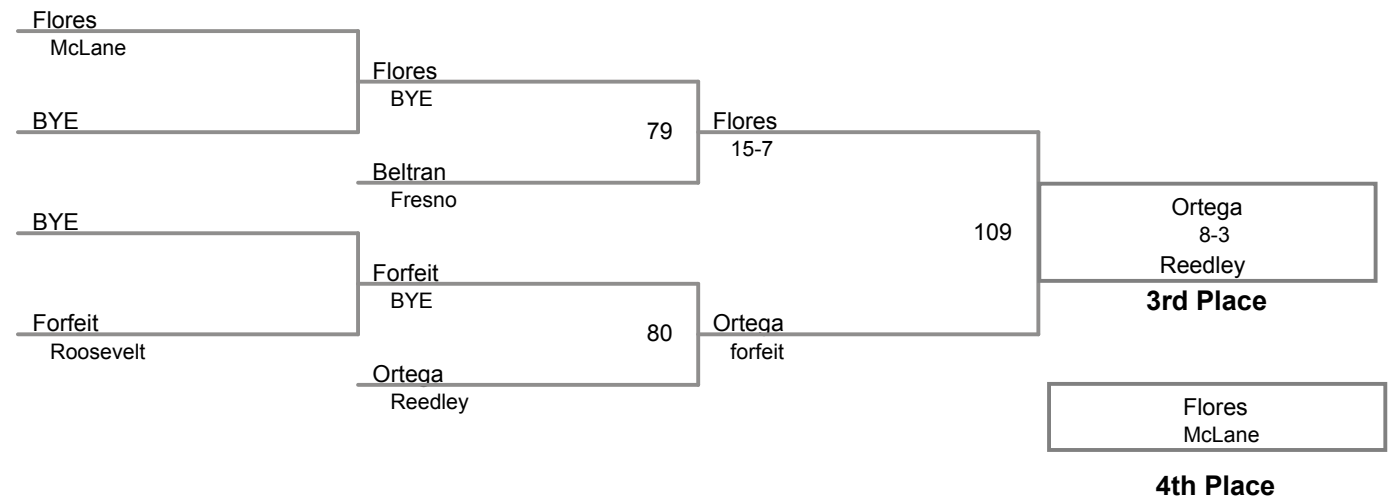 Flores
McLane
BYE
BYE
Forfeit
Roosevelt
Flores
BYE
79
Beltran
Fresno
Forfeit
BYE
80
Ortega
Reedley
Flores
15-7
109
Ortega
forfeit
Ortega
8-3
Reedley
3rd Place
Flores
McLane
4th Place